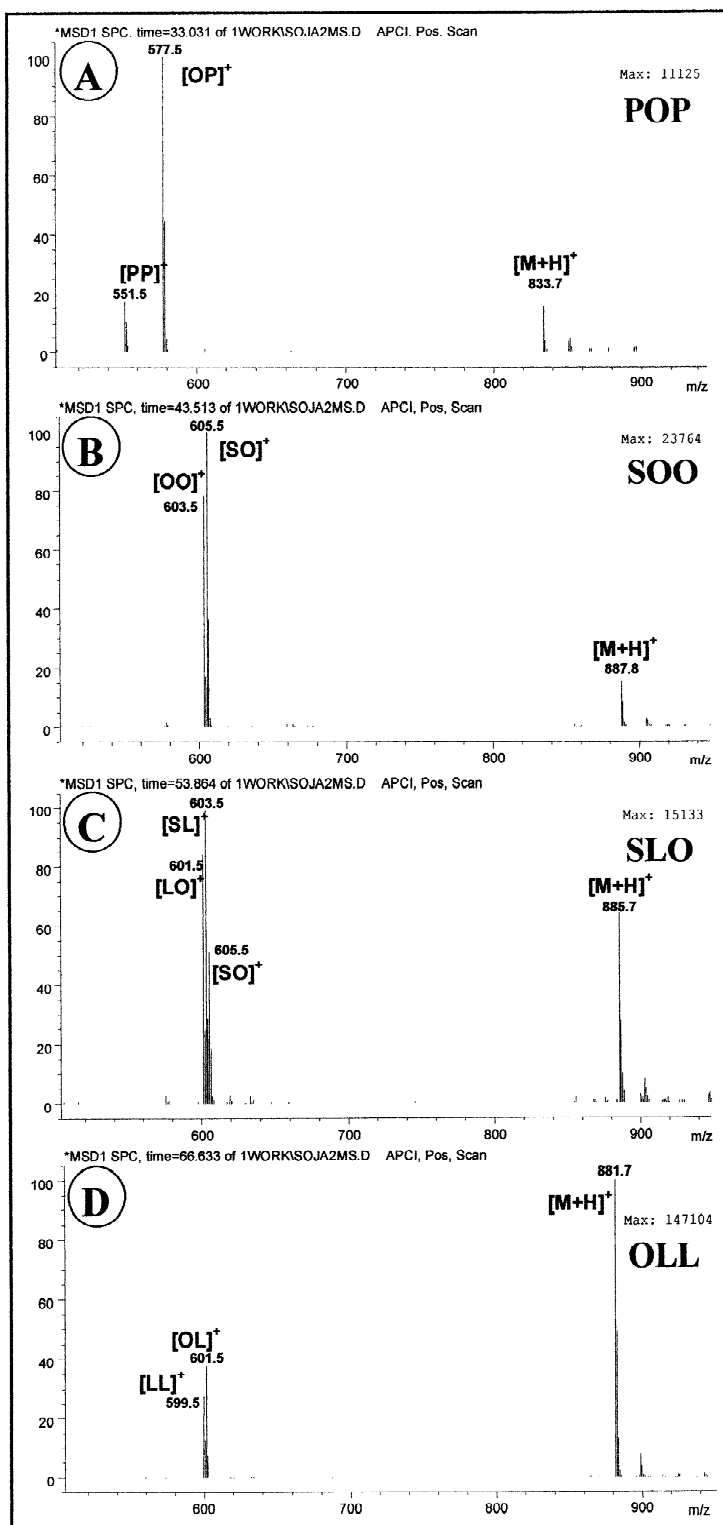 *MSD1 SPC, time=33.031 of 1WORK\SOJA2MS.D APCI, Pos, Scan
A
100
80
60
40
20
0
577.5
[OP]+
[PP]+
551.5
Max: 11125
POP
[M+H]+
833.7
600
700
800
900
m/z
*MSD1 SPC, time=43.513 of 1WORK\SOJA2MS.D APCI, Pos, Scan
B
100
80
60
40
20
0
605.5
[SO]+
[OO]+
603.5
Max: 23764
SOO
[M+H]+
887.8
600
700
800
900
m/z
*MSD1 SPC, time=53.864 of 1WORK\SOJA2MS.D APCI, Pos, Scan
C
100
80
60
40
20
0
603.5
[SL]+
601.5
[LO]+
605.5
[SO]+
Max: 15133
SLO
[M+H]+
885.7
600
700
800
900
m/z
*MSD1 SPC, time=66.633 of 1WORK\SOJA2MS.D APCI, Pos, Scan
D
100
80
60
40
20
0
881.7
[M+H]+
Max: 147104
OLL
[OL]+
601.5
[LL]+
599.5
600
700
800
900
m/z